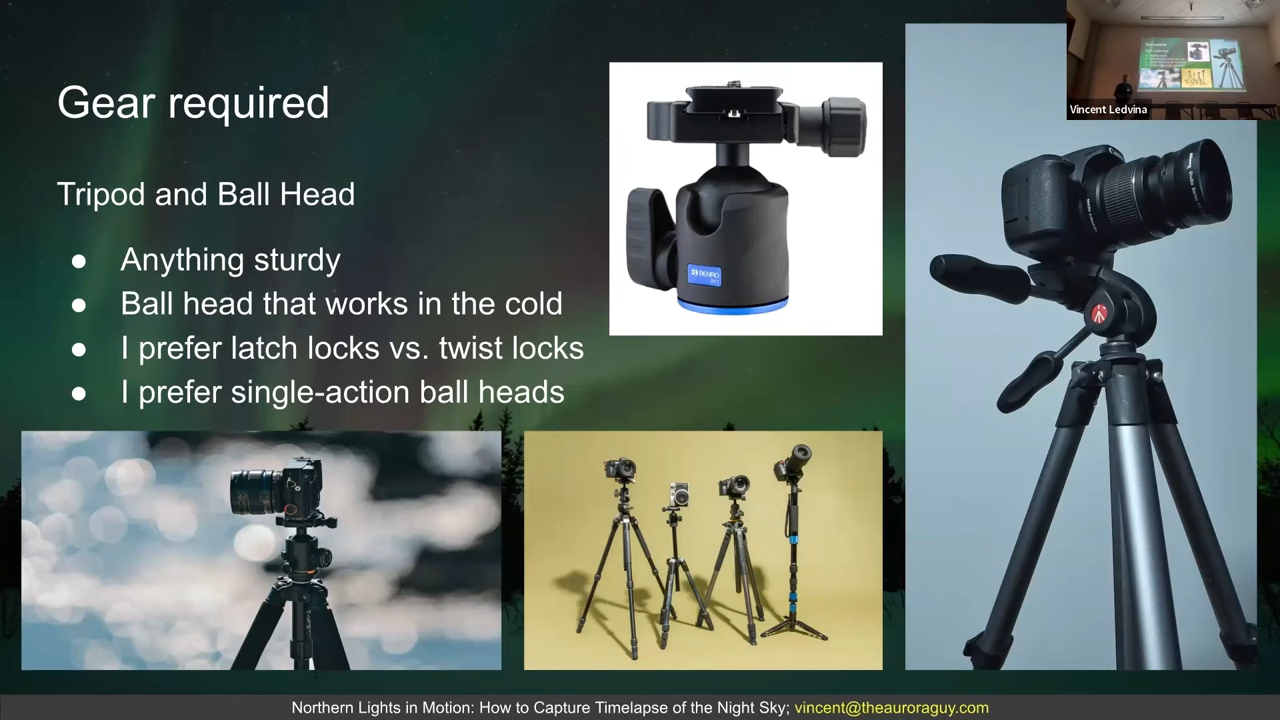 Gear required
Tripod and Ball Head
● Anything sturdy
● Ball head that works in the cold
● I prefer latch locks vs. twist locks
● I prefer single-action ball heads
BENRO
Vincent Ledvina
Canon
Northern Lights in Motion: How to Capture Timelapse of the Night Sky; vincent@theauroraguy.com